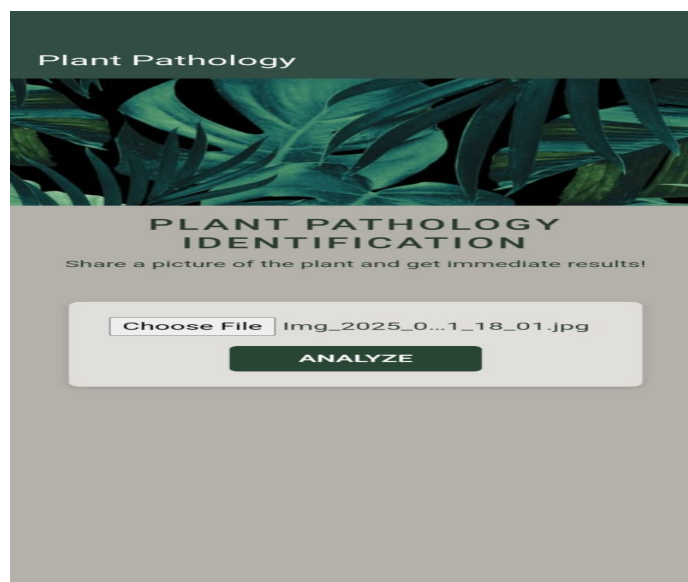 Plant Pathology
PLANT PATHOLOGY
IDENTIFICATION
Share a picture of the plant and get immediate results!
Choose File Img_2025_0...1_18_01.jpg
ANALYZE